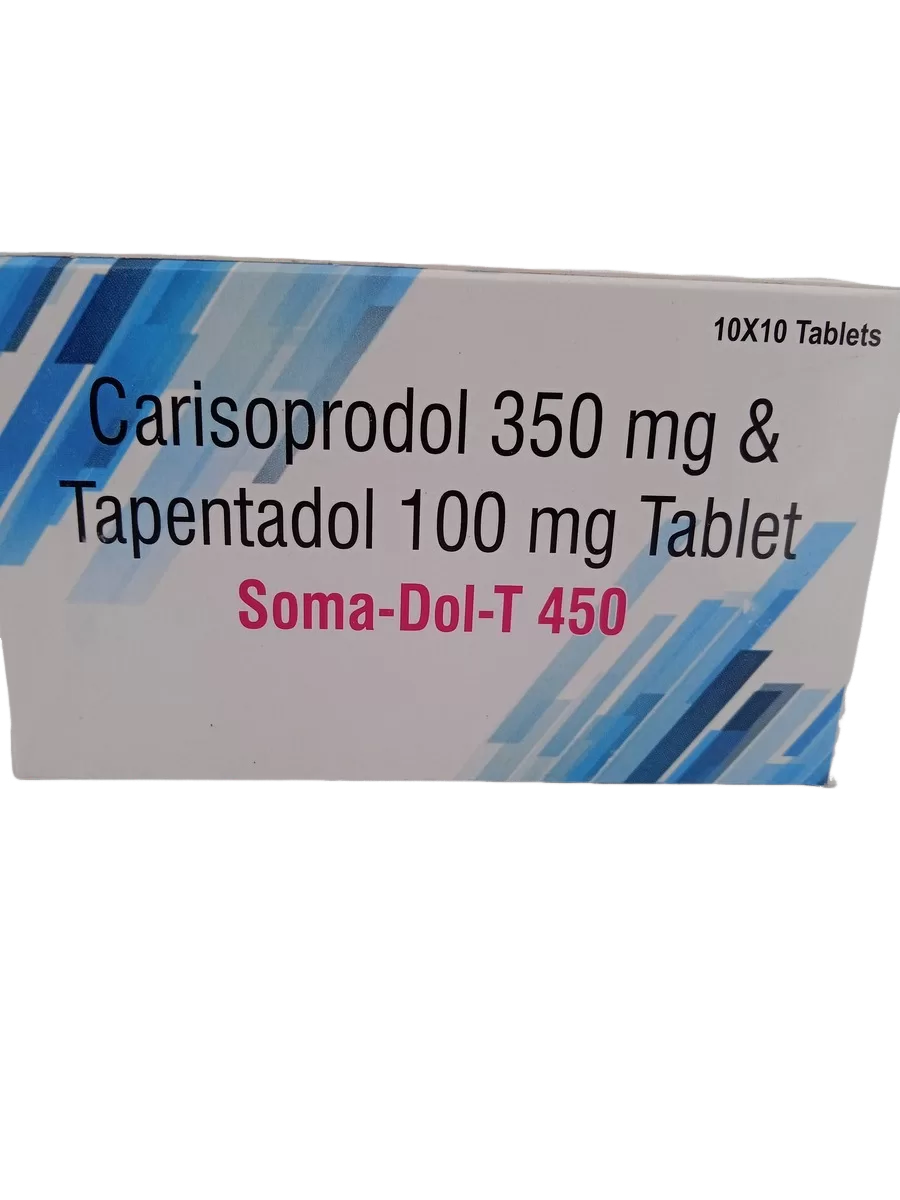 10X10 Tablets
Carisoprodol 350 mg &
Tapentadol 100 mg Tablet
Soma-Dol-T 450